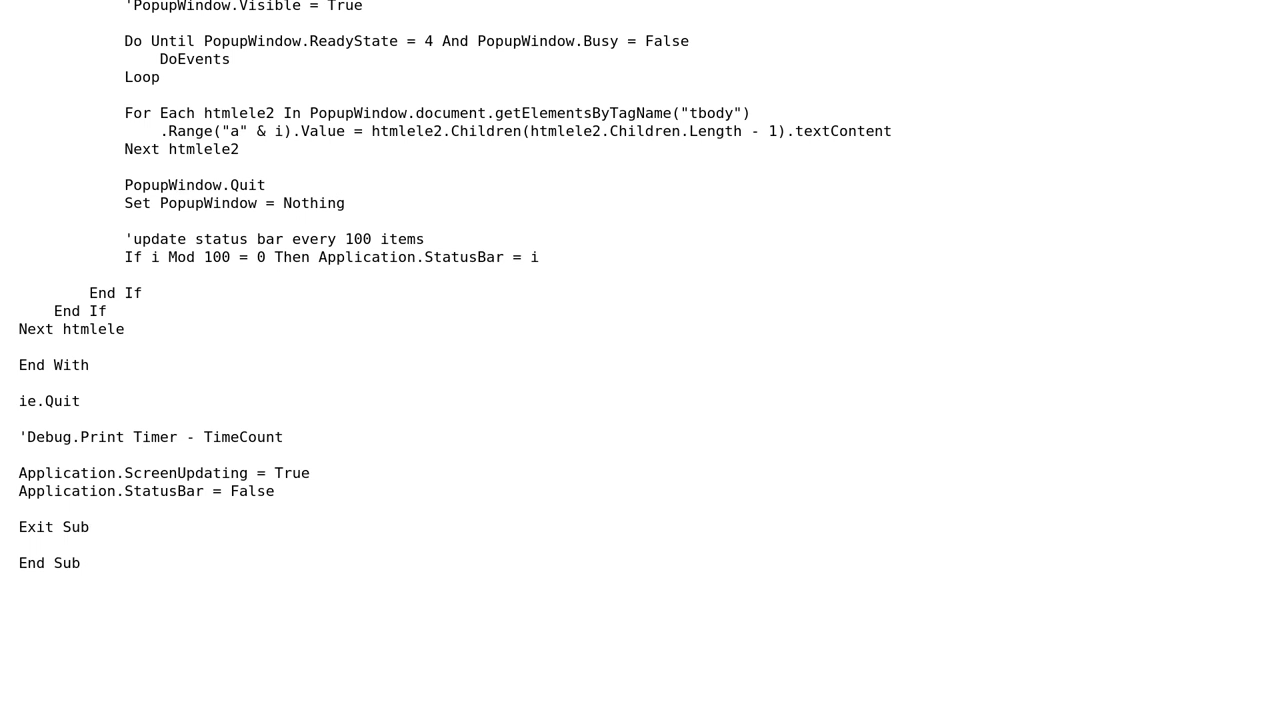 'PopupWindow.Visible = True
Do Until PopupWindow.ReadyState = 4 And PopupWindow.Busy = False
DoEvents
Loop
For Each htmlele2 In PopupWindow.document.getElementsByTagName("tbody")
.Range("a" & i).Value = htmlele2.Children(htmlele2.Children.Length - 1).textContent
Next htmlele2
PopupWindow.Quit
Set PopupWindow = Nothing
'update status bar every 100 items
If i Mod 100 = 0 Then Application.StatusBar = i
End If
End If
Next htmlele
End With
ie.Quit
'Debug.Print Timer - TimeCount
Application.ScreenUpdating = True
Application.StatusBar = False
Exit Sub
End Sub